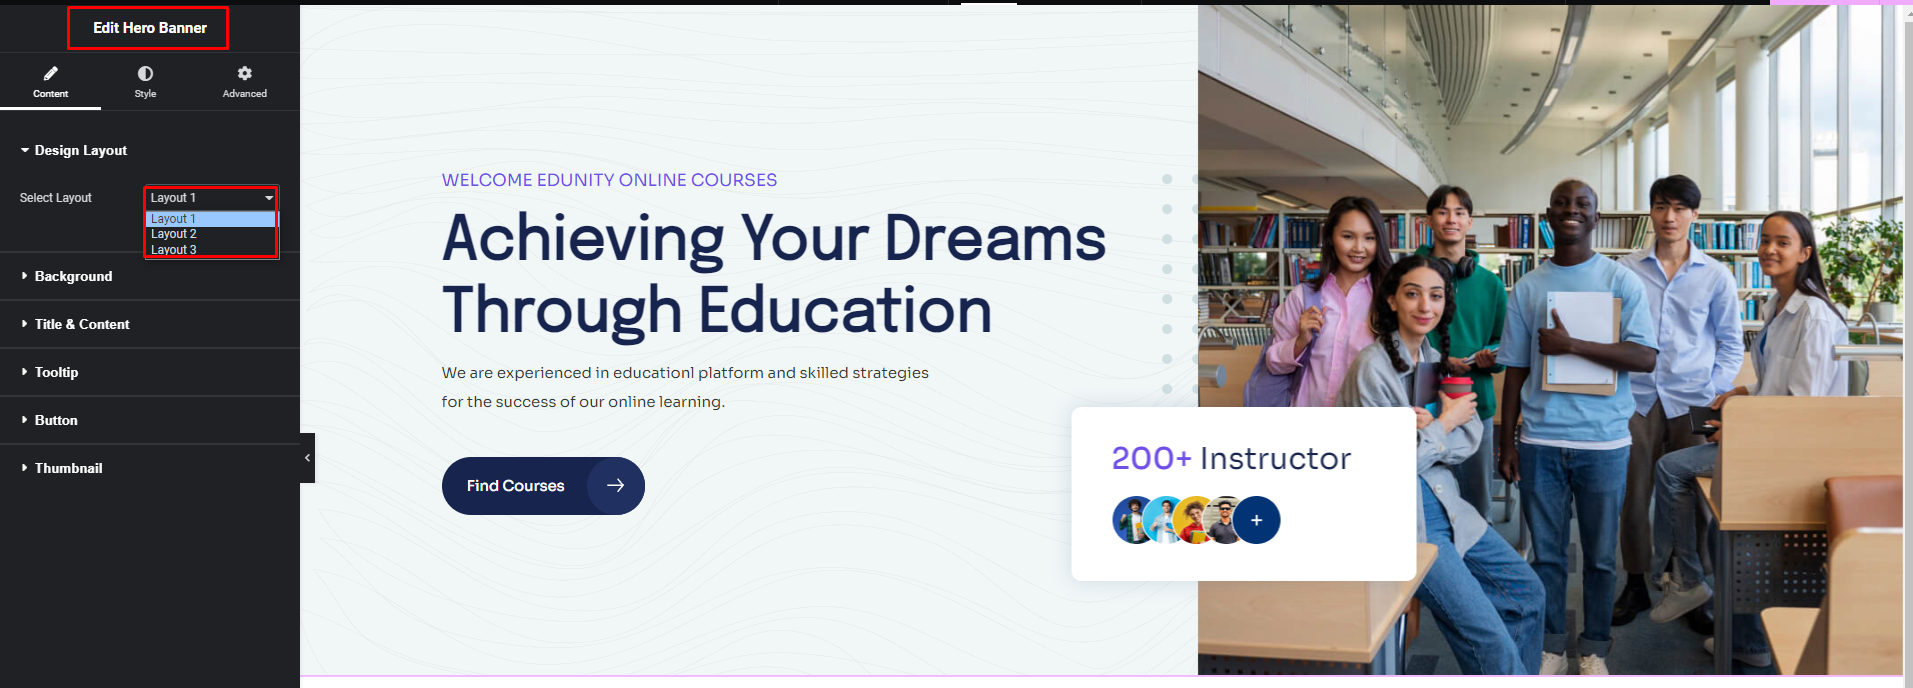 Edit Hero Banner
Content
Style
Advanced
Design Layout
Select Layout
Layout 1
Layout 1
Layout 2
Layout 3
Background
Title & Content
Tooltip
Button
Thumbnail
WELCOME EDUNITY ONLINE COURSES
Achieving Your Dreams
Through Education
We are experienced in educationl platform and skilled strategies
for the success of our online learning.
Find Courses
200+ Instructor
+